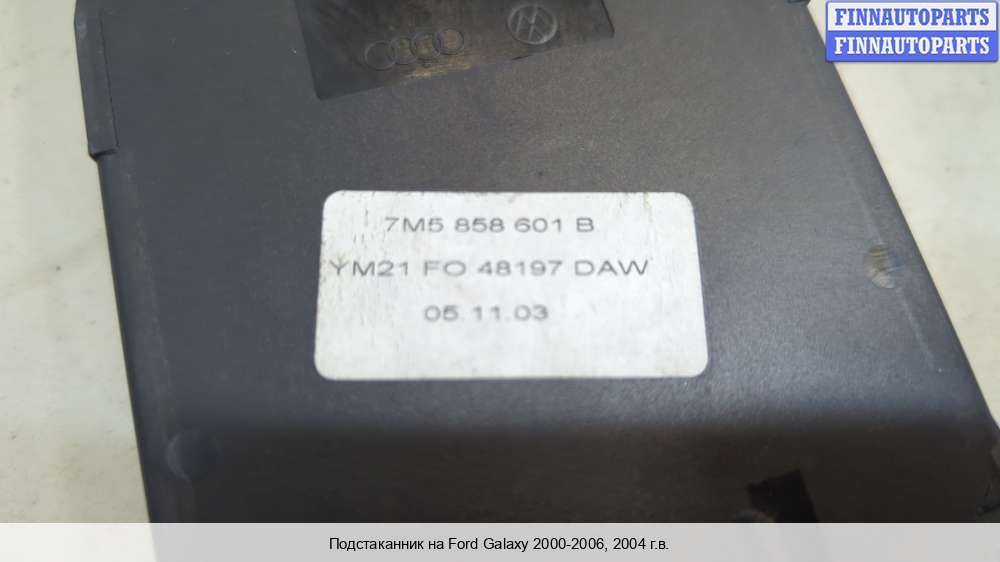 FINNAUTOPARTS
FINNAUTOPARTS
7M5 858 601 B
YM21 FO 48197 DAW
05.11.03
Подстаканник на Ford Galaxy 2000-2006, 2004 г.в.